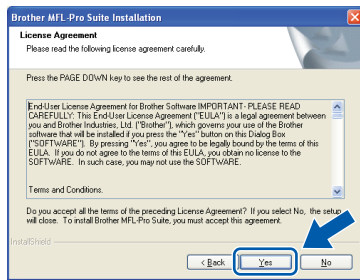 Brother MFL-Pro Suite Installation
License Agreement
Please read the following license agreement carefully.
Press the PAGE DOWN key to see the rest of the agreement.
End-User License Agreement for Brother Software IMPORTANT- PLEASE READ
CAREFULLY: This End-User License Agreement ("EULA") is a legal agreement between
you and Brother Industries, Ltd. ("Brother"), which governs your use of the Brother
software that will be installed if you press the "Yes" button on this Dialog Box
("SOFTWARE"). By pressing "Yes", you agree to be legally bound by the terms of this
EULA. If you do not agree to the terms of this EULA, you obtain no license to the
SOFTWARE. In such case, you may not use the SOFTWARE.
Terms and Conditions.
Do you accept all the terms of the preceding License Agreement? If you select No, the setup
will close. To install Brother MFL-Pro Suite, you must accept this agreement.
InstallShield
< Back
Yes
No